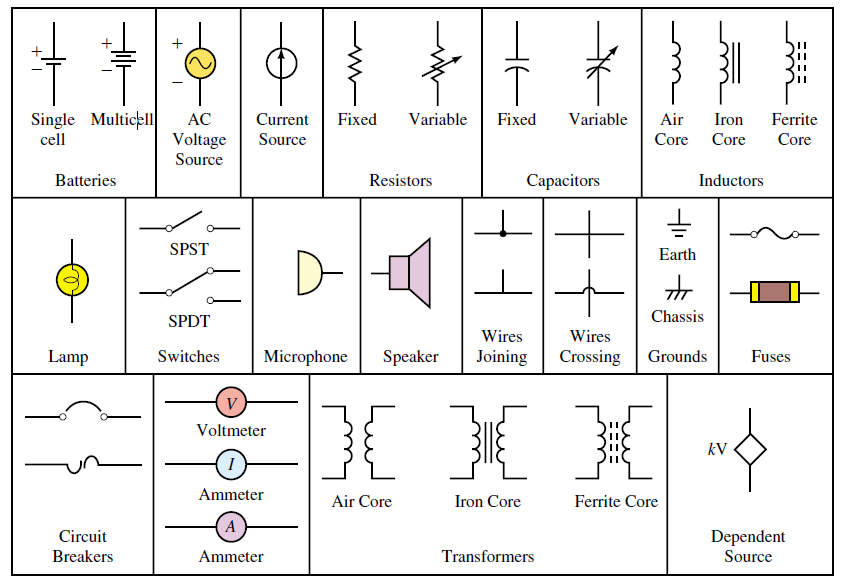 +
−
Single cell
+
−
Multicell
Batteries
+
−
AC
Voltage
Source
Current
Source
Fixed
Variable
Resistors
Fixed
Variable
Capacitors
Air
Core
Iron
Core
Ferrite
Core
Inductors
Lamp
SPST
SPDT
Switches
Microphone
Speaker
Wires
Joining
Wires
Crossing
Earth
Chassis
Grounds
Fuses
Circuit
Breakers
V
Voltmeter
I
Ammeter
A
Ammeter
Air Core
Iron Core
Ferrite Core
Transformers
kV
Dependent
Source